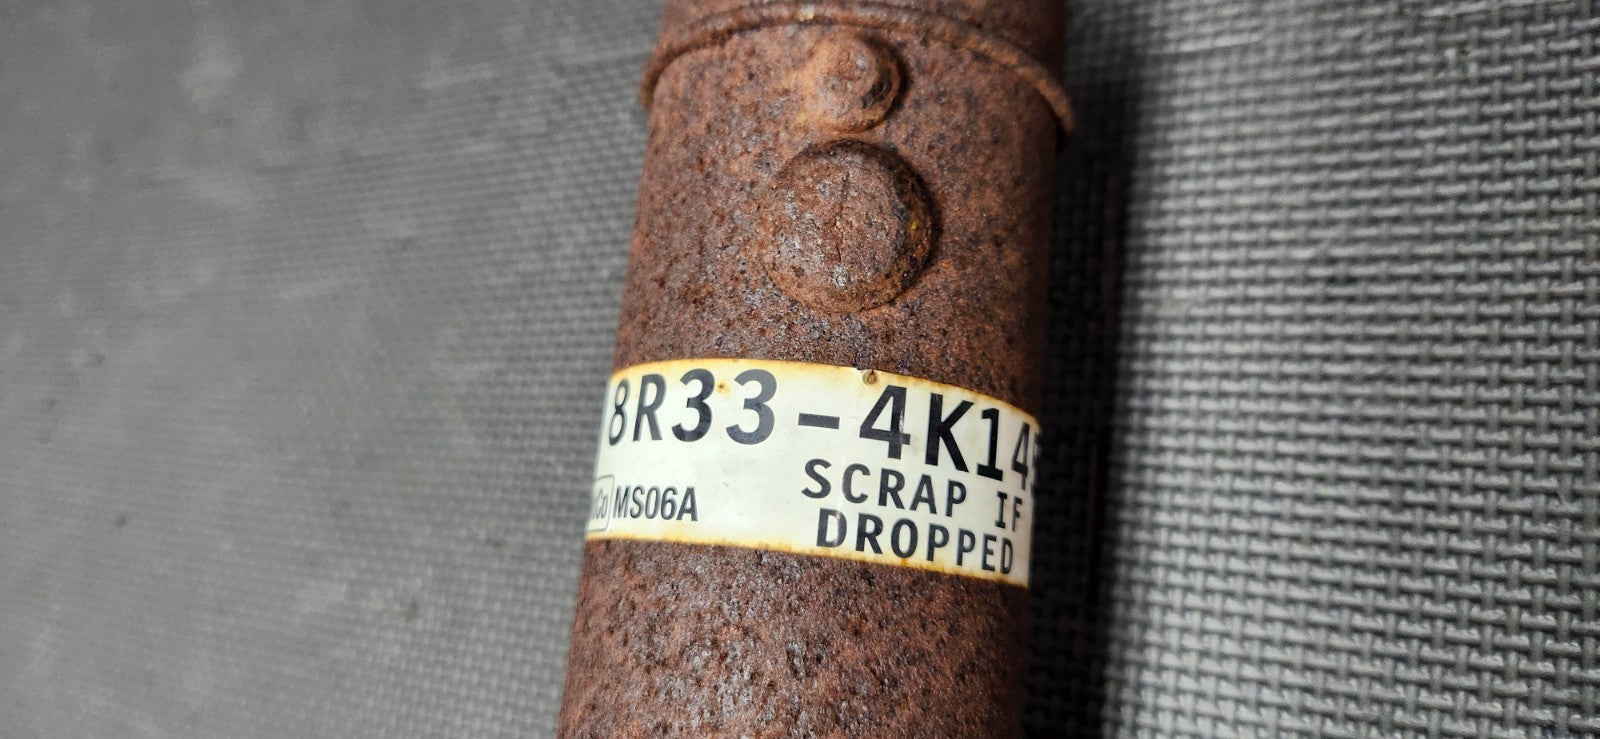 8R33-4K14
SCRAP IF
MS06A
DROPPED